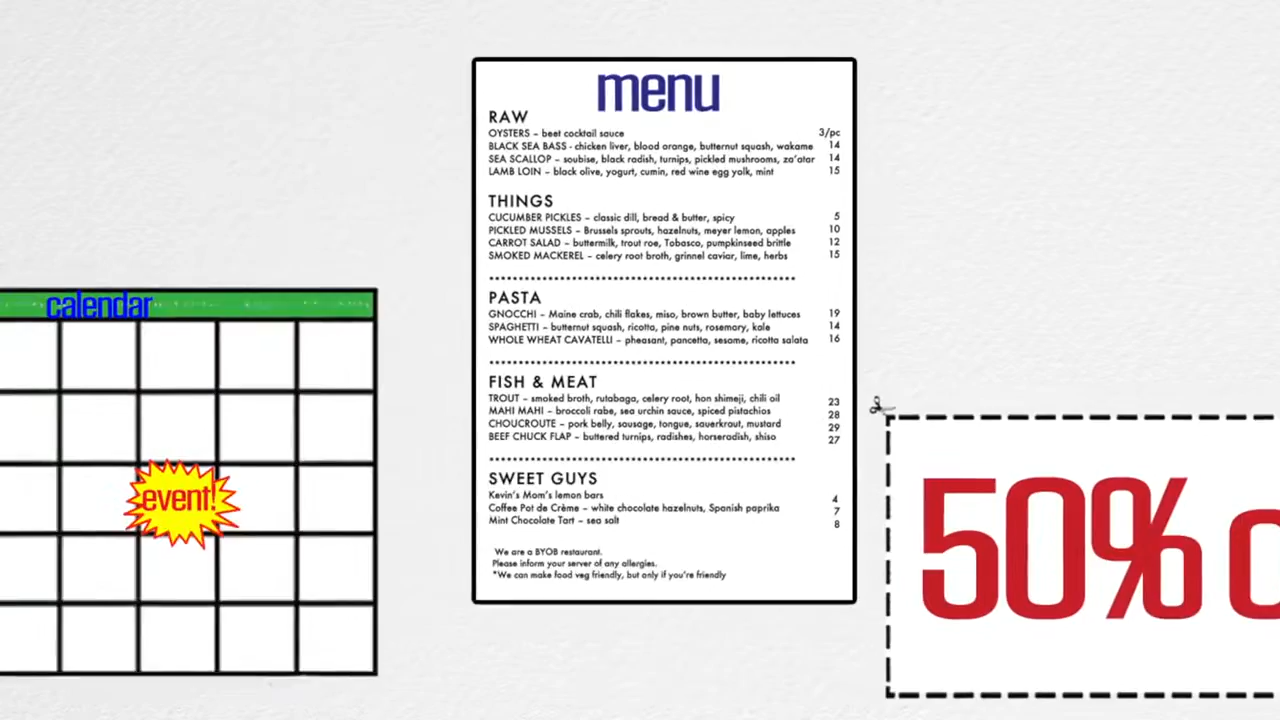 menu
RAW
OYSTERS – beet cocktail sauce 3/pc
BLACK SEA BASS - chicken liver, blood orange, butternut squash, wakame 14
SEA SCALLOP – soubise, black radish, turnips, pickled mushrooms, za'atar 14
LAMB LOIN – black olive, yogurt, cumin, red wine egg yolk, mint 15
THINGS
CUCUMBER PICKLES – classic dill, bread & butter, spicy 5
PICKLED MUSSELS – Brussels sprouts, hazelnuts, meyer lemon, apples 10
CARROT SALAD – buttermilk, trout roe, Tobasco, pumpkinseed brittle 12
SMOKED MACKEREL – celery root broth, grinnel caviar, lime, herbs 15
PASTA
GNOCCHI – Maine crab, chili flakes, miso, brown butter, baby lettuces 19
SPAGHETTI – butternut squash, ricotta, pine nuts, rosemary, kale 14
WHOLE WHEAT CAVATELLI – pheasant, pancetta, sesame, ricotta salata 16
FISH & MEAT
TROUT – smoked broth, rutabaga, celery root, hon shimeji, chili oil 23
MAHI MAHI – broccoli rabe, sea urchin sauce, spiced pistachios 28
CHOUCROUTE – pork belly, sausage, tongue, sauerkraut, mustard 29
BEEF CHUCK FLAP – buttered turnips, radishes, horseradish, shiso 27
SWEET GUYS
Kevin's Mom's lemon bars 4
Coffee Pot de Crème – white chocolate hazelnuts, Spanish paprika 7
Mint Chocolate Tart – sea salt 8
We are a BYOB restaurant.
Please inform your server of any allergies.
*We can make food veg friendly, but only if you're friendly
calendar
event!
50%